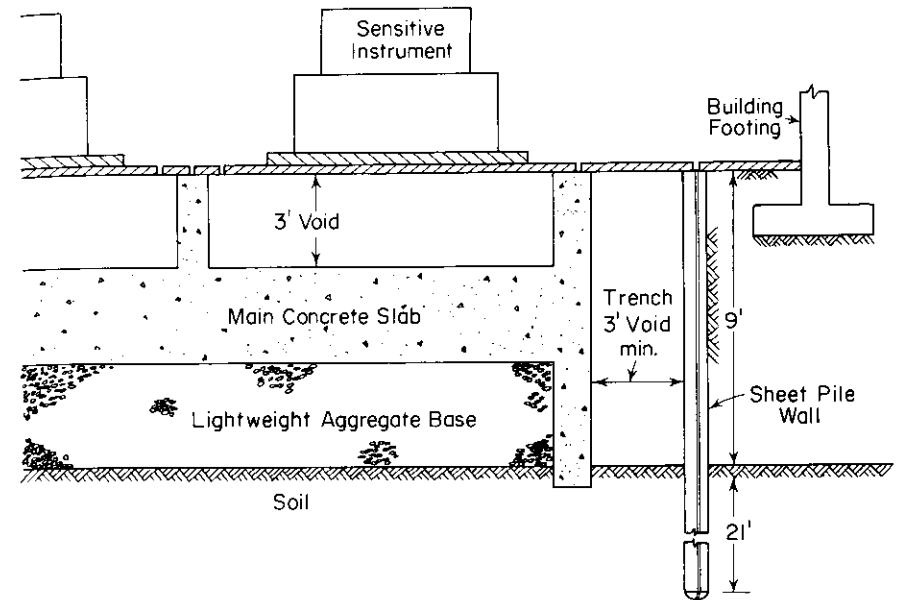 Sensitive
Instrument
Building
Footing
3' Void
Trench
3' Void
min.
9'
Main Concrete Slab
Sheet Pile
Wall
Lightweight Aggregate Base
Soil
21'